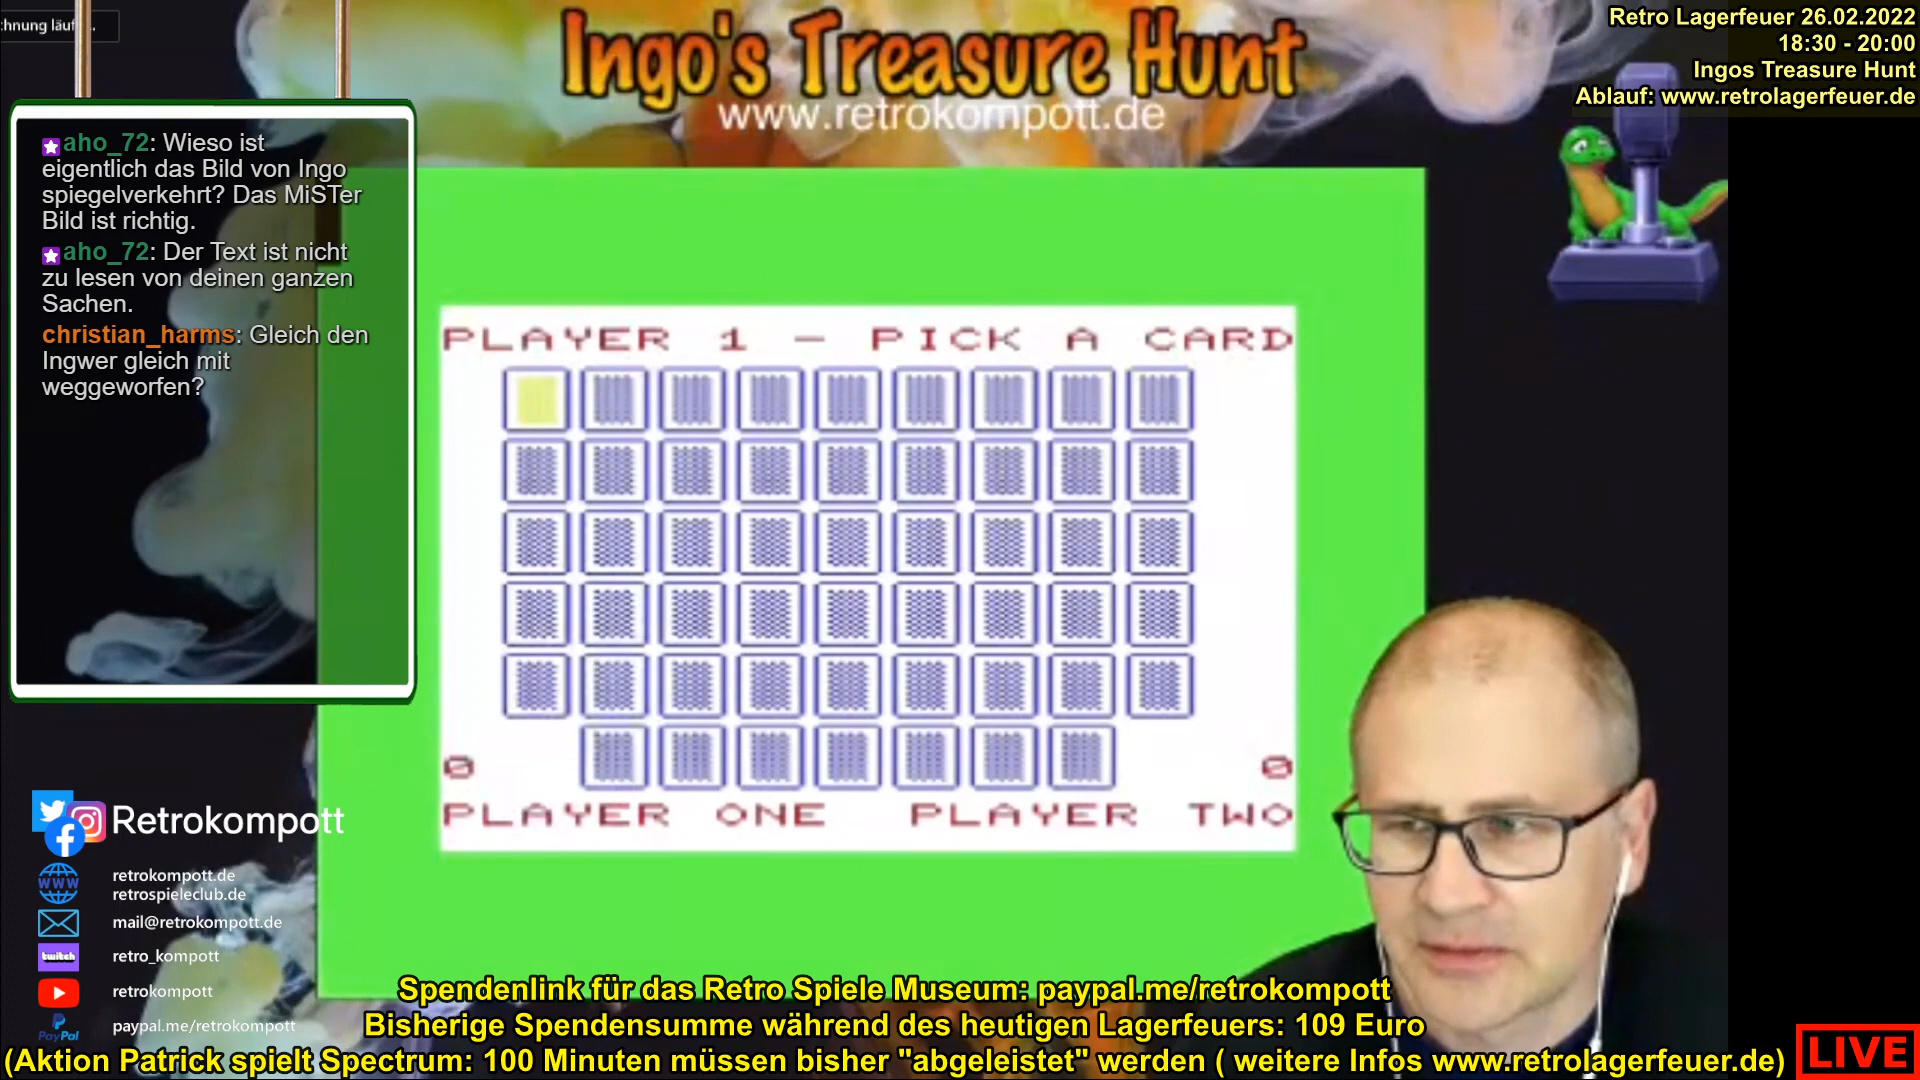 chnung läuf...
Ingo's Treasure Hunt
www.retrokompott.de
Retro Lagerfeuer 26.02.2022
18:30 - 20:00
Ingos Treasure Hunt
Ablauf: www.retrolagerfeuer.de
aho_72: Wieso ist
eigentlich das Bild von Ingo
spiegelverkehrt? Das MiSTer
Bild ist richtig.
aho_72: Der Text ist nicht
zu lesen von deinen ganzen
Sachen.
christian_harms: Gleich den
Ingwer gleich mit
weggeworfen?
PLAYER 1 - PICK A CARD
0 0
PLAYER ONE PLAYER TWO
Retrokompott
www
retrokompott.de
retrospieleclub.de
mail@retrokompott.de
twitch
retro_kompott
retrokompott
PayPal
paypal.me/retrokompott
Spendenlink für das Retro Spiele Museum: paypal.me/retrokompott
Bisherige Spendensumme während des heutigen Lagerfeuers: 109 Euro
(Aktion Patrick spielt Spectrum: 100 Minuten müssen bisher "abgeleistet" werden ( weitere Infos www.retrolagerfeuer.de)
LIVE